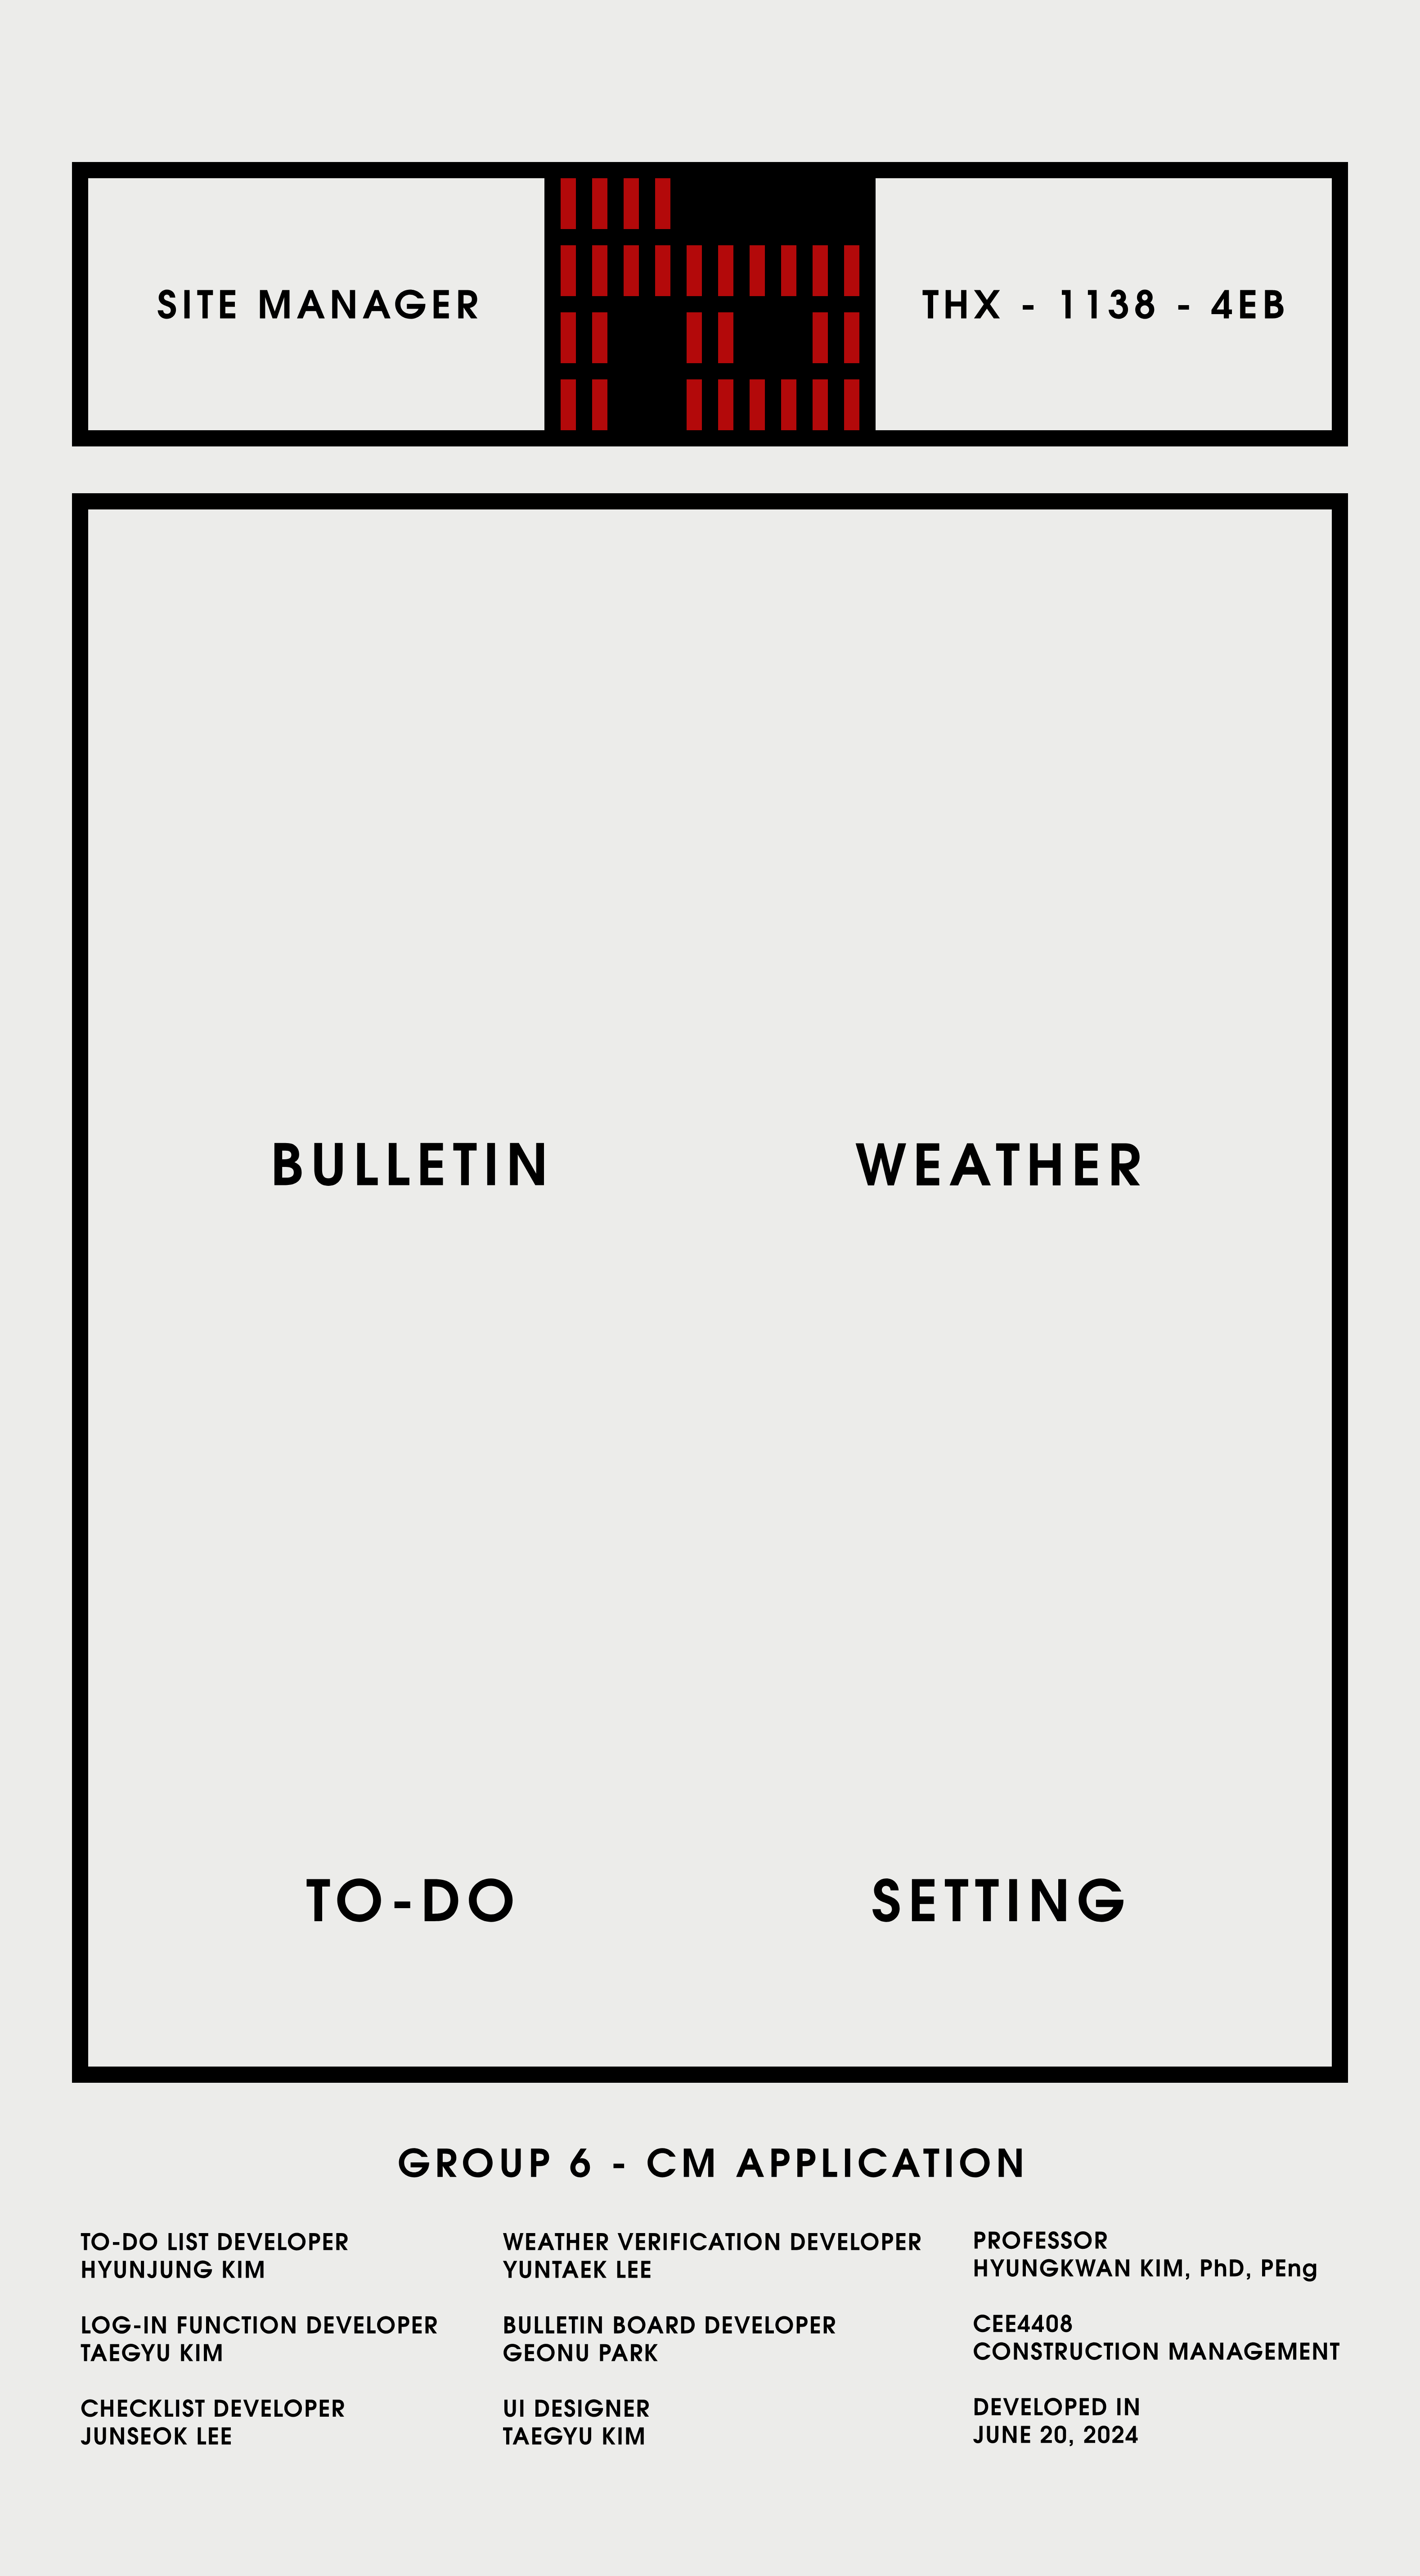 SITE MANAGER
THX - 1138 - 4EB
BULLETIN
WEATHER
TO-DO
SETTING
GROUP 6 - CM APPLICATION
TO-DO LIST DEVELOPER
HYUNJUNG KIM
LOG-IN FUNCTION DEVELOPER
TAEGYU KIM
CHECKLIST DEVELOPER
JUNSEOK LEE
WEATHER VERIFICATION DEVELOPER
YUNTAEK LEE
BULLETIN BOARD DEVELOPER
GEONU PARK
UI DESIGNER
TAEGYU KIM
PROFESSOR
HYUNGKWAN KIM, PhD, PEng
CEE4408
CONSTRUCTION MANAGEMENT
DEVELOPED IN
JUNE 20, 2024